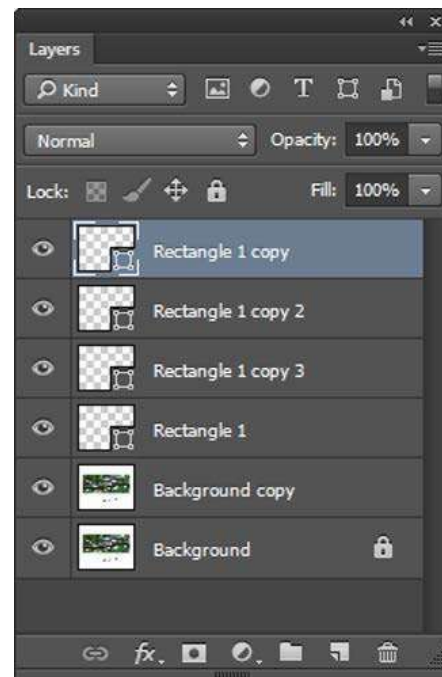 Layers
Kind
T
Normal Opacity: 100%
Lock: Fill: 100%
Rectangle 1 copy
Rectangle 1 copy 2
Rectangle 1 copy 3
Rectangle 1
Background copy
Background
fx.